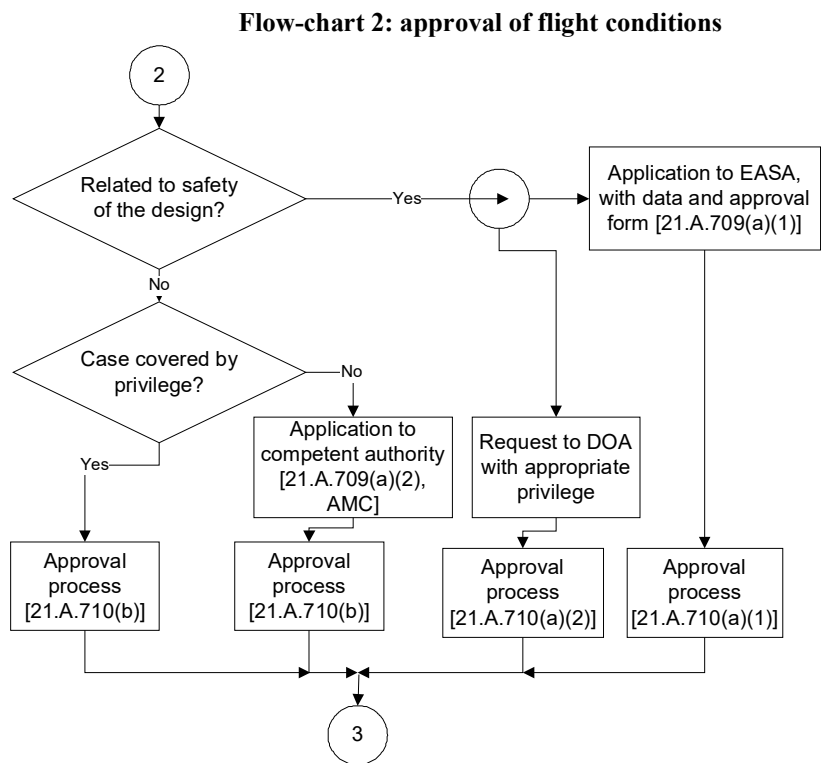 Flow-chart 2: approval of flight conditions
2
Related to safety
of the design?
Yes
Application to EASA,
with data and approval
form [21.A.709(a)(1)]
No
Case covered by
privilege?
No
Application to
competent authority
[21.A.709(a)(2),
AMC]
Request to DOA
with appropriate
privilege
Yes
Approval
process
[21.A.710(b)]
Approval
process
[21.A.710(b)]
Approval
process
[21.A.710(a)(2)]
Approval
process
[21.A.710(a)(1)]
3